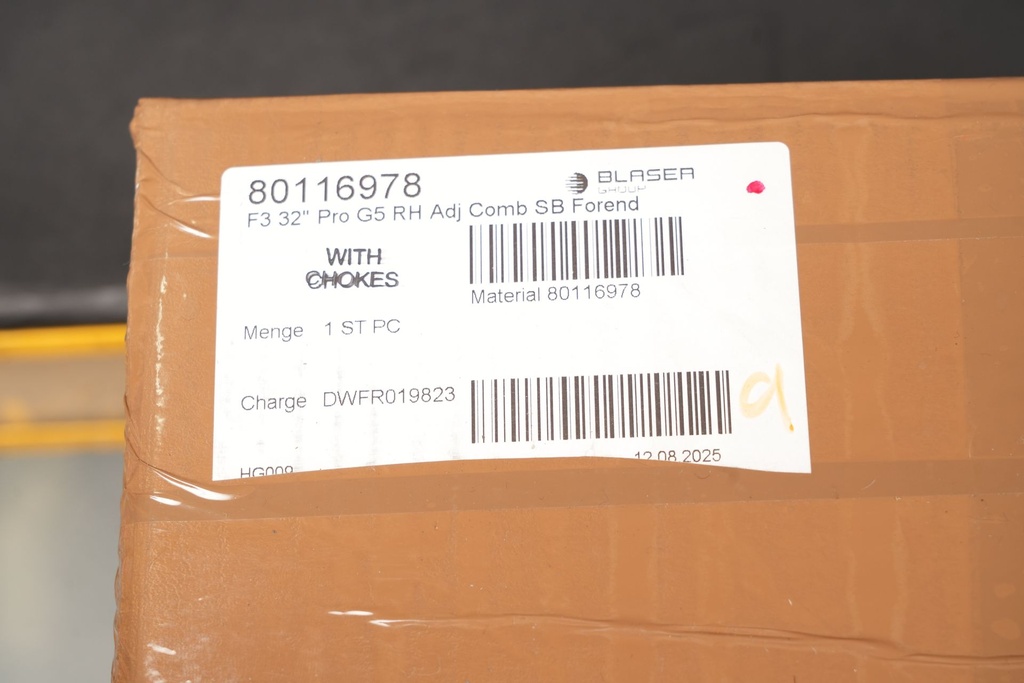 80116978
BLASER
GROUP
F3 32" Pro G5 RH Adj Comb SB Forend
WITH
CHOKES
Material 80116978
Menge 1 ST PC
Charge DWFR019823
HG009
12.08.2025